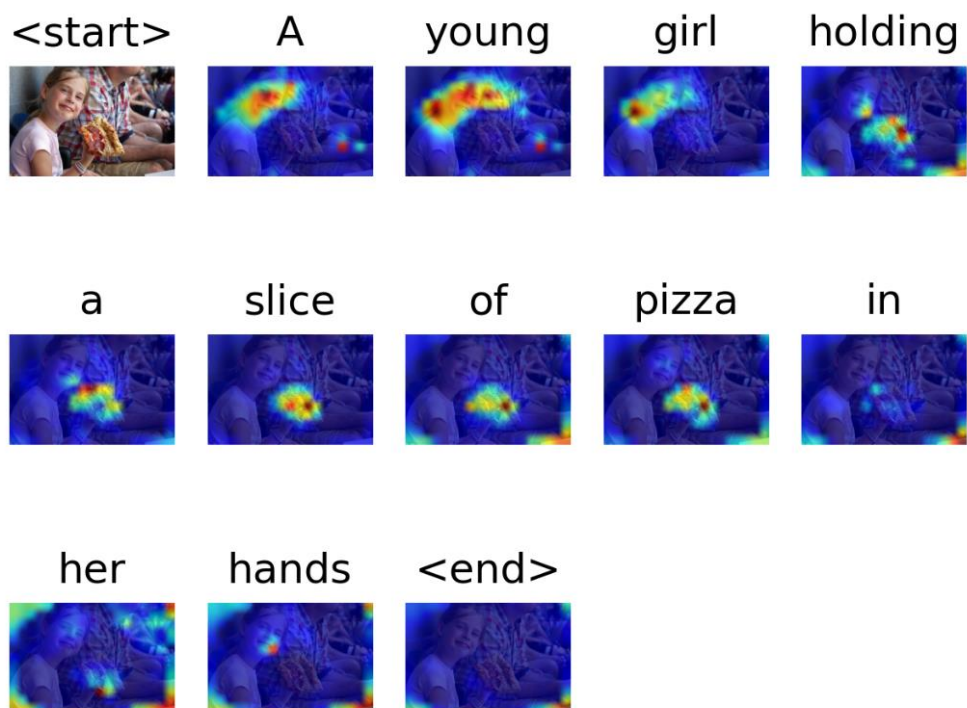 <start> A young girl holding
a slice of pizza in
her hands <end>